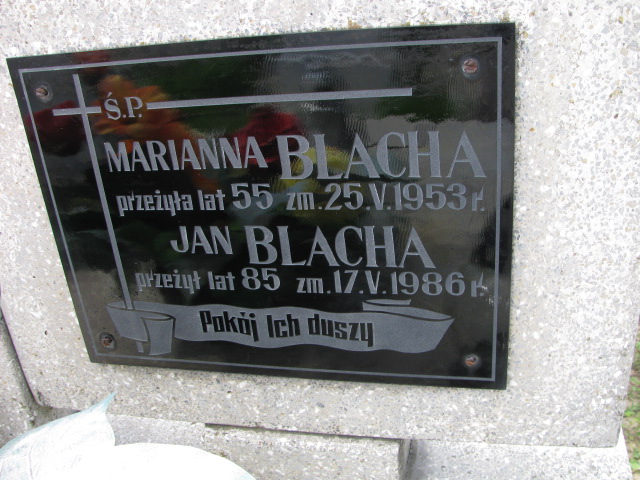 Ś.P.
MARIANNA BLACHA
przeżyła lat 55 zm. 25.V.1953 r.
JAN BLACHA
przeżył lat 85 zm. 17.V.1986 r.
Pokój Ich duszy